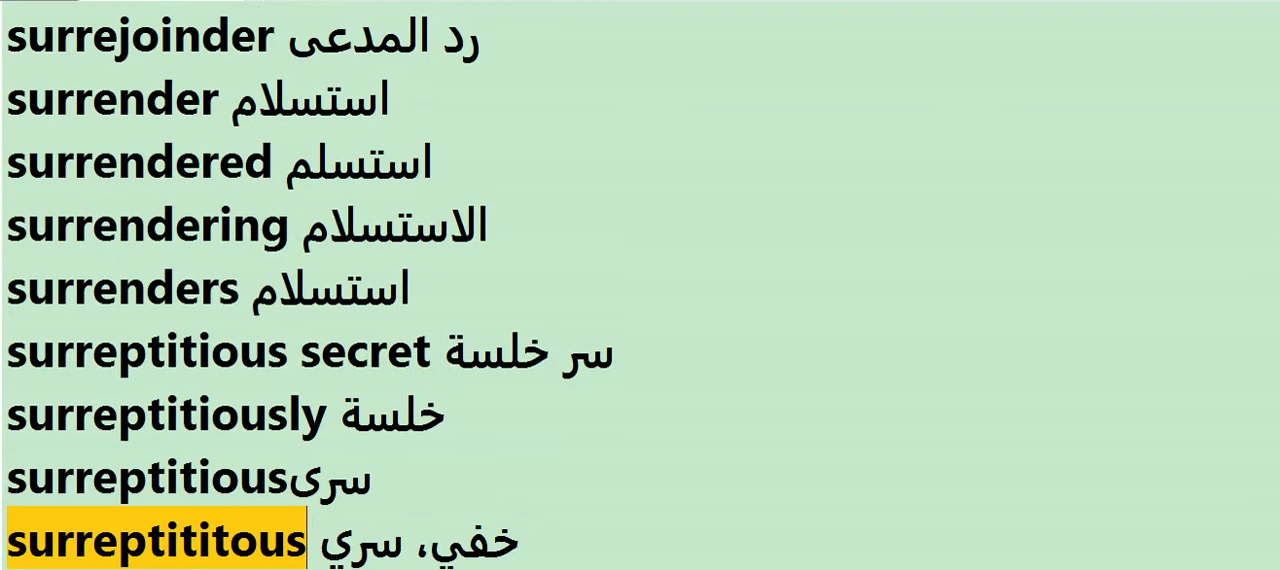 surrejoinder رد المدعى
surrender استسلام
surrendered استسلم
surrendering الاستسلام
surrenders استسلام
surreptitious secret سر خلسة
surreptitiously خلسة
surreptitiousسرى
surreptititous خفي، سري